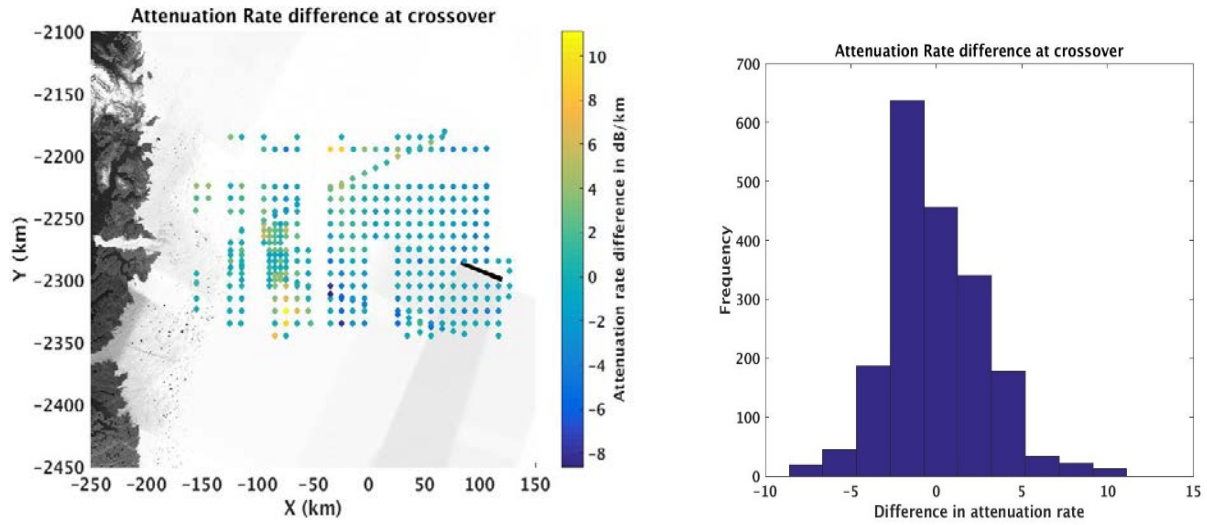 Attenuation Rate difference at crossover
-2100
-2150
-2200
-2250
-2300
-2350
-2400
-2450
Y (km)
-250 -200 -150 -100 -50 0 50 100 150
X (km)
10
8
6
4
2
0
-2
-4
-6
-8
Attenuation rate difference in dB/km
Attenuation Rate difference at crossover
700
600
500
400
300
200
100
0
Frequency
-10 -5 0 5 10 15
Difference in attenuation rate